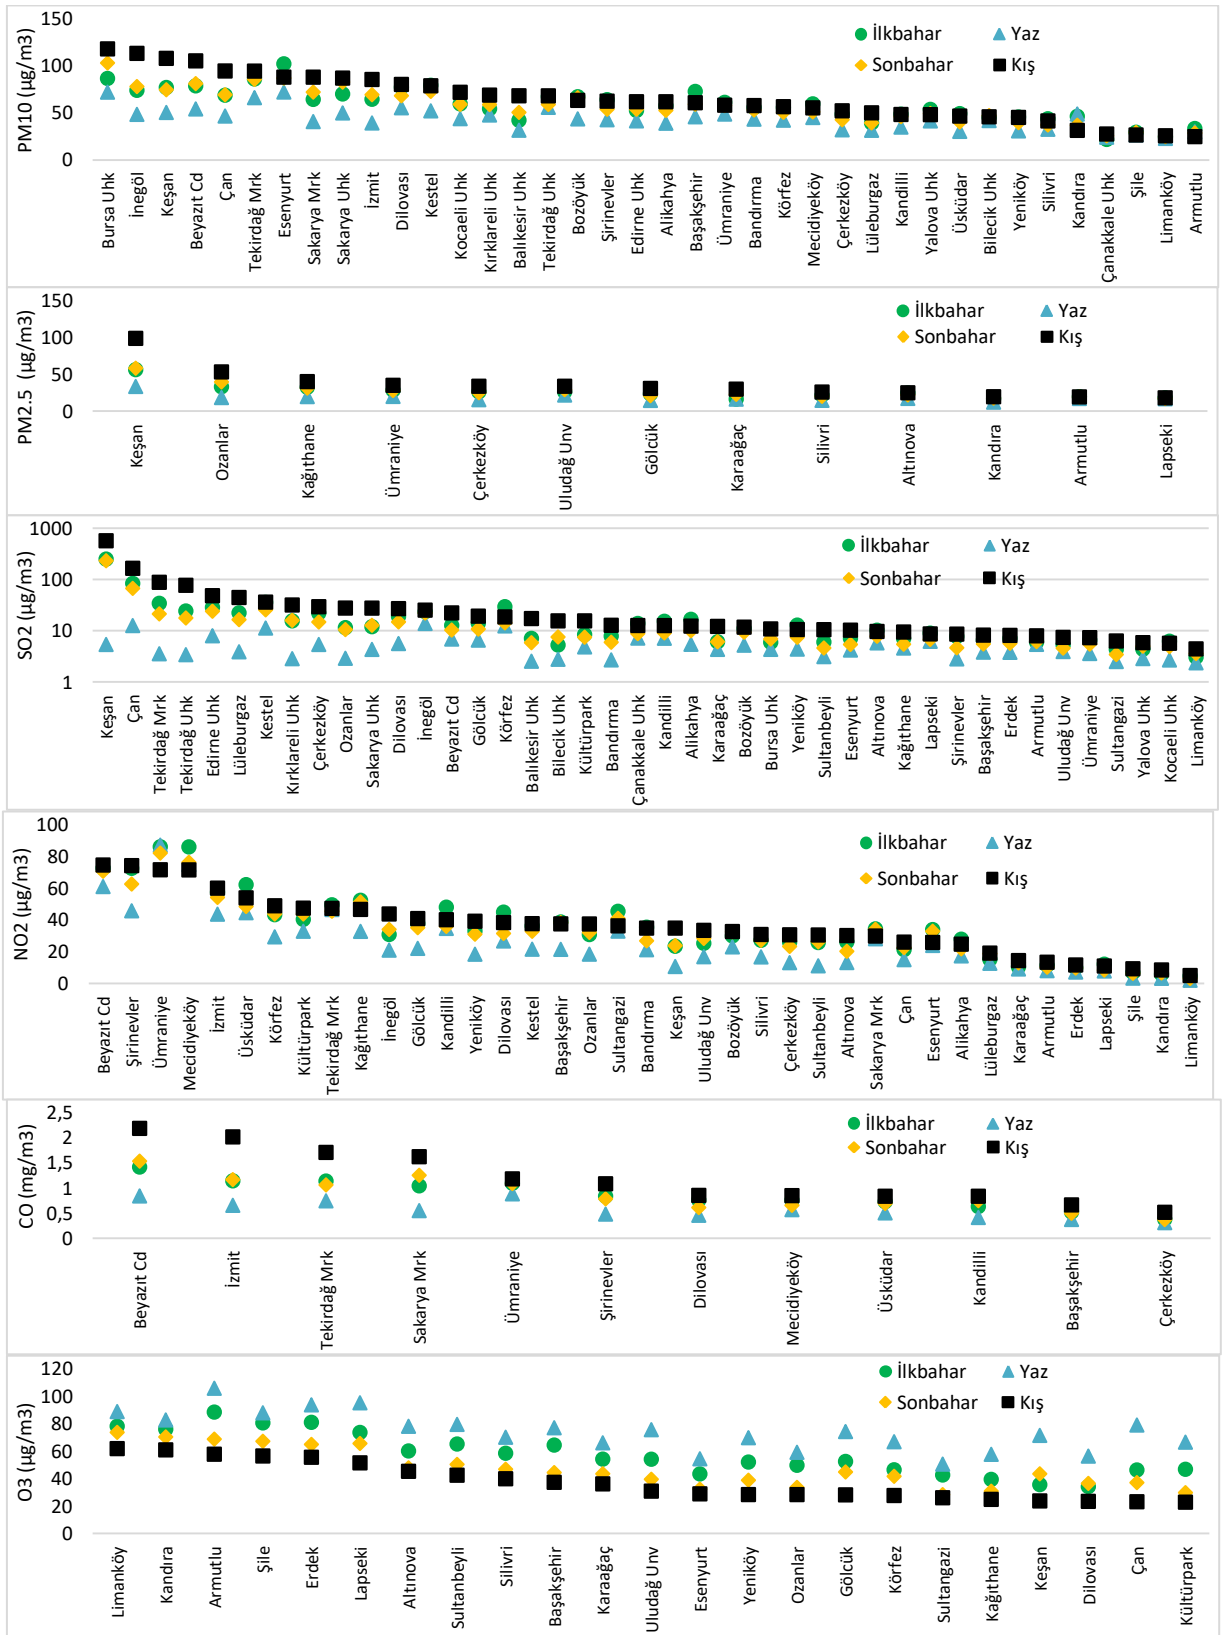 PM10 (µg/m3)
150
100
50
0
İlkbahar
Yaz
Sonbahar
Kış
Bursa Uhk
İnegöl
Keşan
Beyazıt Cd
Çan
Tekirdağ Mrk
Esenyurt
Sakarya Mrk
Sakarya Uhk
İzmit
Dilovası
Kestel
Kocaeli Uhk
Kırklareli Uhk
Balıkesir Uhk
Tekirdağ Uhk
Bozöyük
Şirinevler
Edirne Uhk
Alikahya
Başakşehir
Ümraniye
Bandırma
Körfez
Mecidiyeköy
Çerkezköy
Lüleburgaz
Kandilli
Yalova Uhk
Üsküdar
Bilecik Uhk
Yeniköy
Silivri
Kandıra
Çanakkale Uhk
Şile
Limanköy
Armutlu
PM2.5 (µg/m3)
150
100
50
0
İlkbahar
Yaz
Sonbahar
Kış
Keşan
Ozanlar
Kağıthane
Ümraniye
Çerkezköy
Uludağ Unv
Gölcük
Karaağaç
Silivri
Altınova
Kandıra
Armutlu
Lapseki
SO2 (µg/m3)
1000
100
10
1
İlkbahar
Yaz
Sonbahar
Kış
Keşan
Çan
Tekirdağ Mrk
Tekirdağ Uhk
Edirne Uhk
Lüleburgaz
Kestel
Kırklareli Uhk
Çerkezköy
Ozanlar
Sakarya Uhk
Dilovası
İnegöl
Beyazıt Cd
Gölcük
Körfez
Balıkesir Uhk
Bilecik Uhk
Kültürpark
Bandırma
Çanakkale Uhk
Kandilli
Alikahya
Karaağaç
Bozöyük
Bursa Uhk
Yeniköy
Sultanbeyli
Esenyurt
Altınova
Kağıthane
Lapseki
Şirinevler
Başakşehir
Erdek
Armutlu
Uludağ Unv
Ümraniye
Sultangazi
Yalova Uhk
Kocaeli Uhk
Limanköy
NO2 (µg/m3)
100
80
60
40
20
0
İlkbahar
Yaz
Sonbahar
Kış
Beyazıt Cd
Şirinevler
Ümraniye
Mecidiyeköy
İzmit
Üsküdar
Körfez
Kültürpark
Tekirdağ Mrk
Kağıthane
İnegöl
Gölcük
Kandilli
Yeniköy
Dilovası
Kestel
Başakşehir
Ozanlar
Sultangazi
Bandırma
Keşan
Uludağ Unv
Bozöyük
Silivri
Çerkezköy
Sultanbeyli
Altınova
Sakarya Mrk
Çan
Esenyurt
Alikahya
Lüleburgaz
Karaağaç
Armutlu
Erdek
Lapseki
Şile
Kandıra
Limanköy
CO (mg/m3)
2,5
2
1,5
1
0,5
0
İlkbahar
Yaz
Sonbahar
Kış
Beyazıt Cd
İzmit
Tekirdağ Mrk
Sakarya Mrk
Ümraniye
Şirinevler
Dilovası
Mecidiyeköy
Üsküdar
Kandilli
Başakşehir
Çerkezköy
O3 (µg/m3)
120
100
80
60
40
20
0
İlkbahar
Yaz
Sonbahar
Kış
Limanköy
Kandıra
Armutlu
Şile
Erdek
Lapseki
Altınova
Sultanbeyli
Silivri
Başakşehir
Karaağaç
Uludağ Unv
Esenyurt
Yeniköy
Ozanlar
Gölcük
Körfez
Sultangazi
Kağıthane
Keşan
Dilovası
Çan
Kültürpark